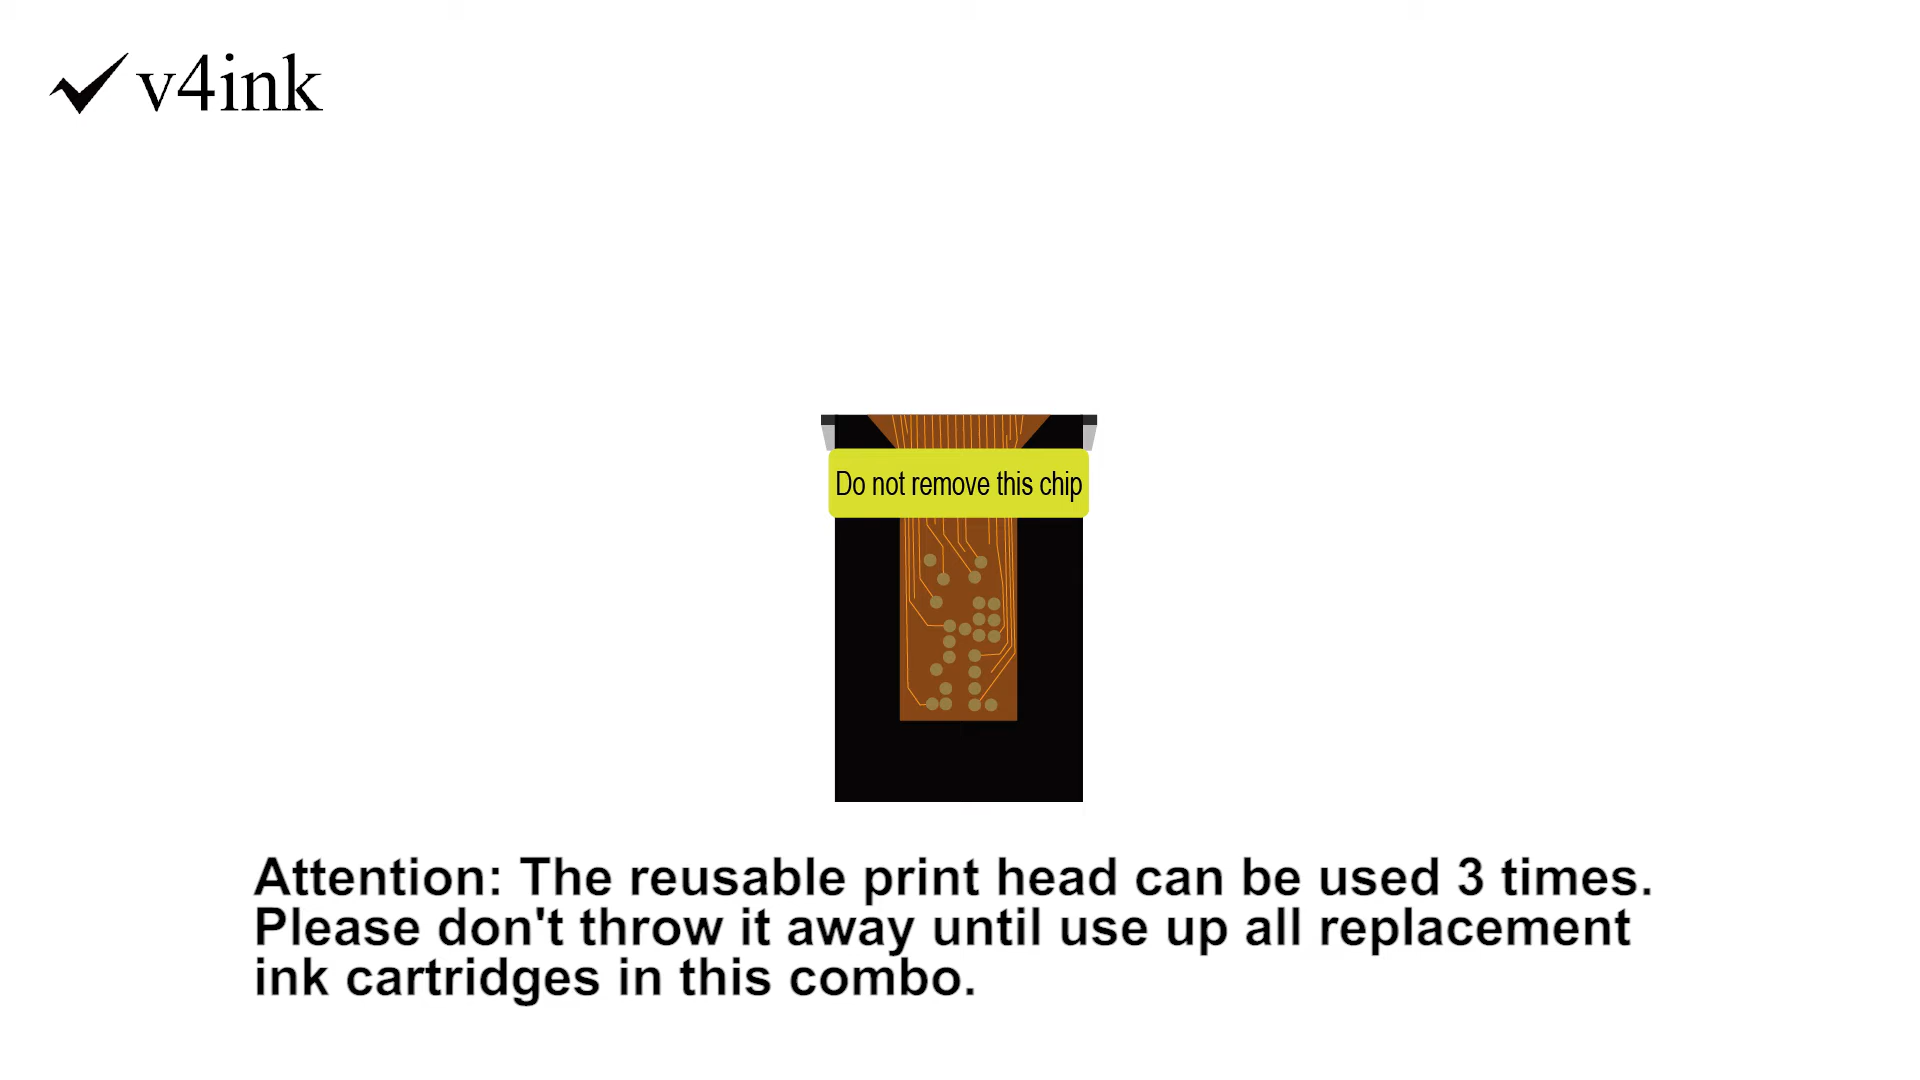 v4ink
Do not remove this chip
Attention: The reusable print head can be used 3 times.
Please don't throw it away until use up all replacement
ink cartridges in this combo.